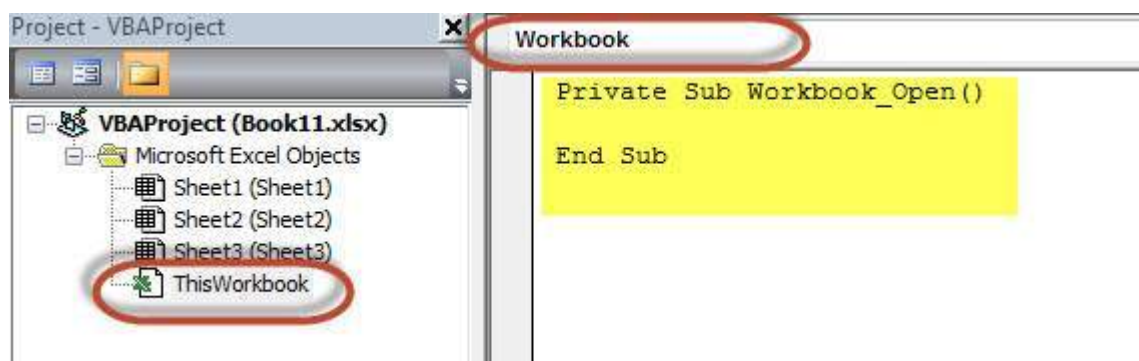 Project - VBAProject
VBAProject (Book11.xlsx)
Microsoft Excel Objects
Sheet1 (Sheet1)
Sheet2 (Sheet2)
Sheet3 (Sheet3)
ThisWorkbook
Workbook
Private Sub Workbook_Open()
End Sub